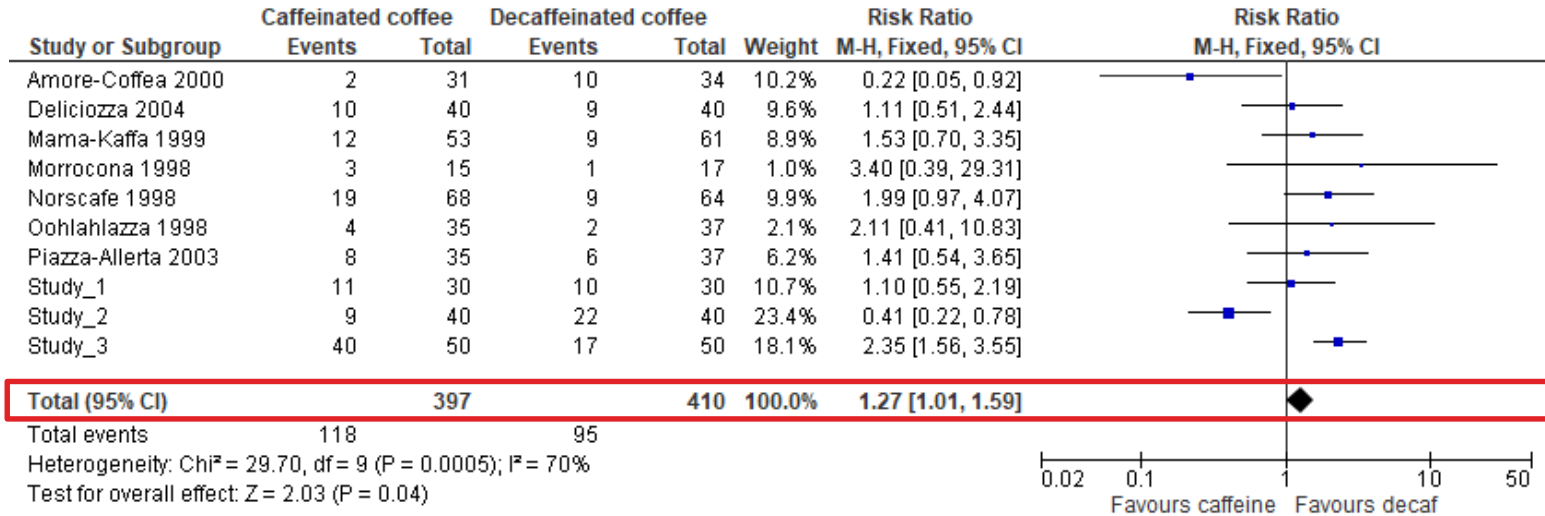 Caffeinated coffee Decaffeinated coffee Risk Ratio Risk Ratio
Study or Subgroup Events Total Events Total Weight M-H, Fixed, 95% CI M-H, Fixed, 95% CI
Amore-Coffea 2000 2 31 10 34 10.2% 0.22 [0.05, 0.92]
Deliciozza 2004 10 40 9 40 9.6% 1.11 [0.51, 2.44]
Mama-Kaffa 1999 12 53 9 61 8.9% 1.53 [0.70, 3.35]
Morrocona 1998 3 15 1 17 1.0% 3.40 [0.39, 29.31]
Norscafe 1998 19 68 9 64 9.9% 1.99 [0.97, 4.07]
Oohlahlazza 1998 4 35 2 37 2.1% 2.11 [0.41, 10.83]
Piazza-Allerta 2003 8 35 6 37 6.2% 1.41 [0.54, 3.65]
Study_1 11 30 10 30 10.7% 1.10 [0.55, 2.19]
Study_2 9 40 22 40 23.4% 0.41 [0.22, 0.78]
Study_3 40 50 17 50 18.1% 2.35 [1.56, 3.55]
Total (95% CI) 397 410 100.0% 1.27 [1.01, 1.59]
Total events 118 95
Heterogeneity: Chi² = 29.70, df = 9 (P = 0.0005); I² = 70%
Test for overall effect: Z = 2.03 (P = 0.04)
0.02 0.1 1 10 50
Favours caffeine Favours decaf